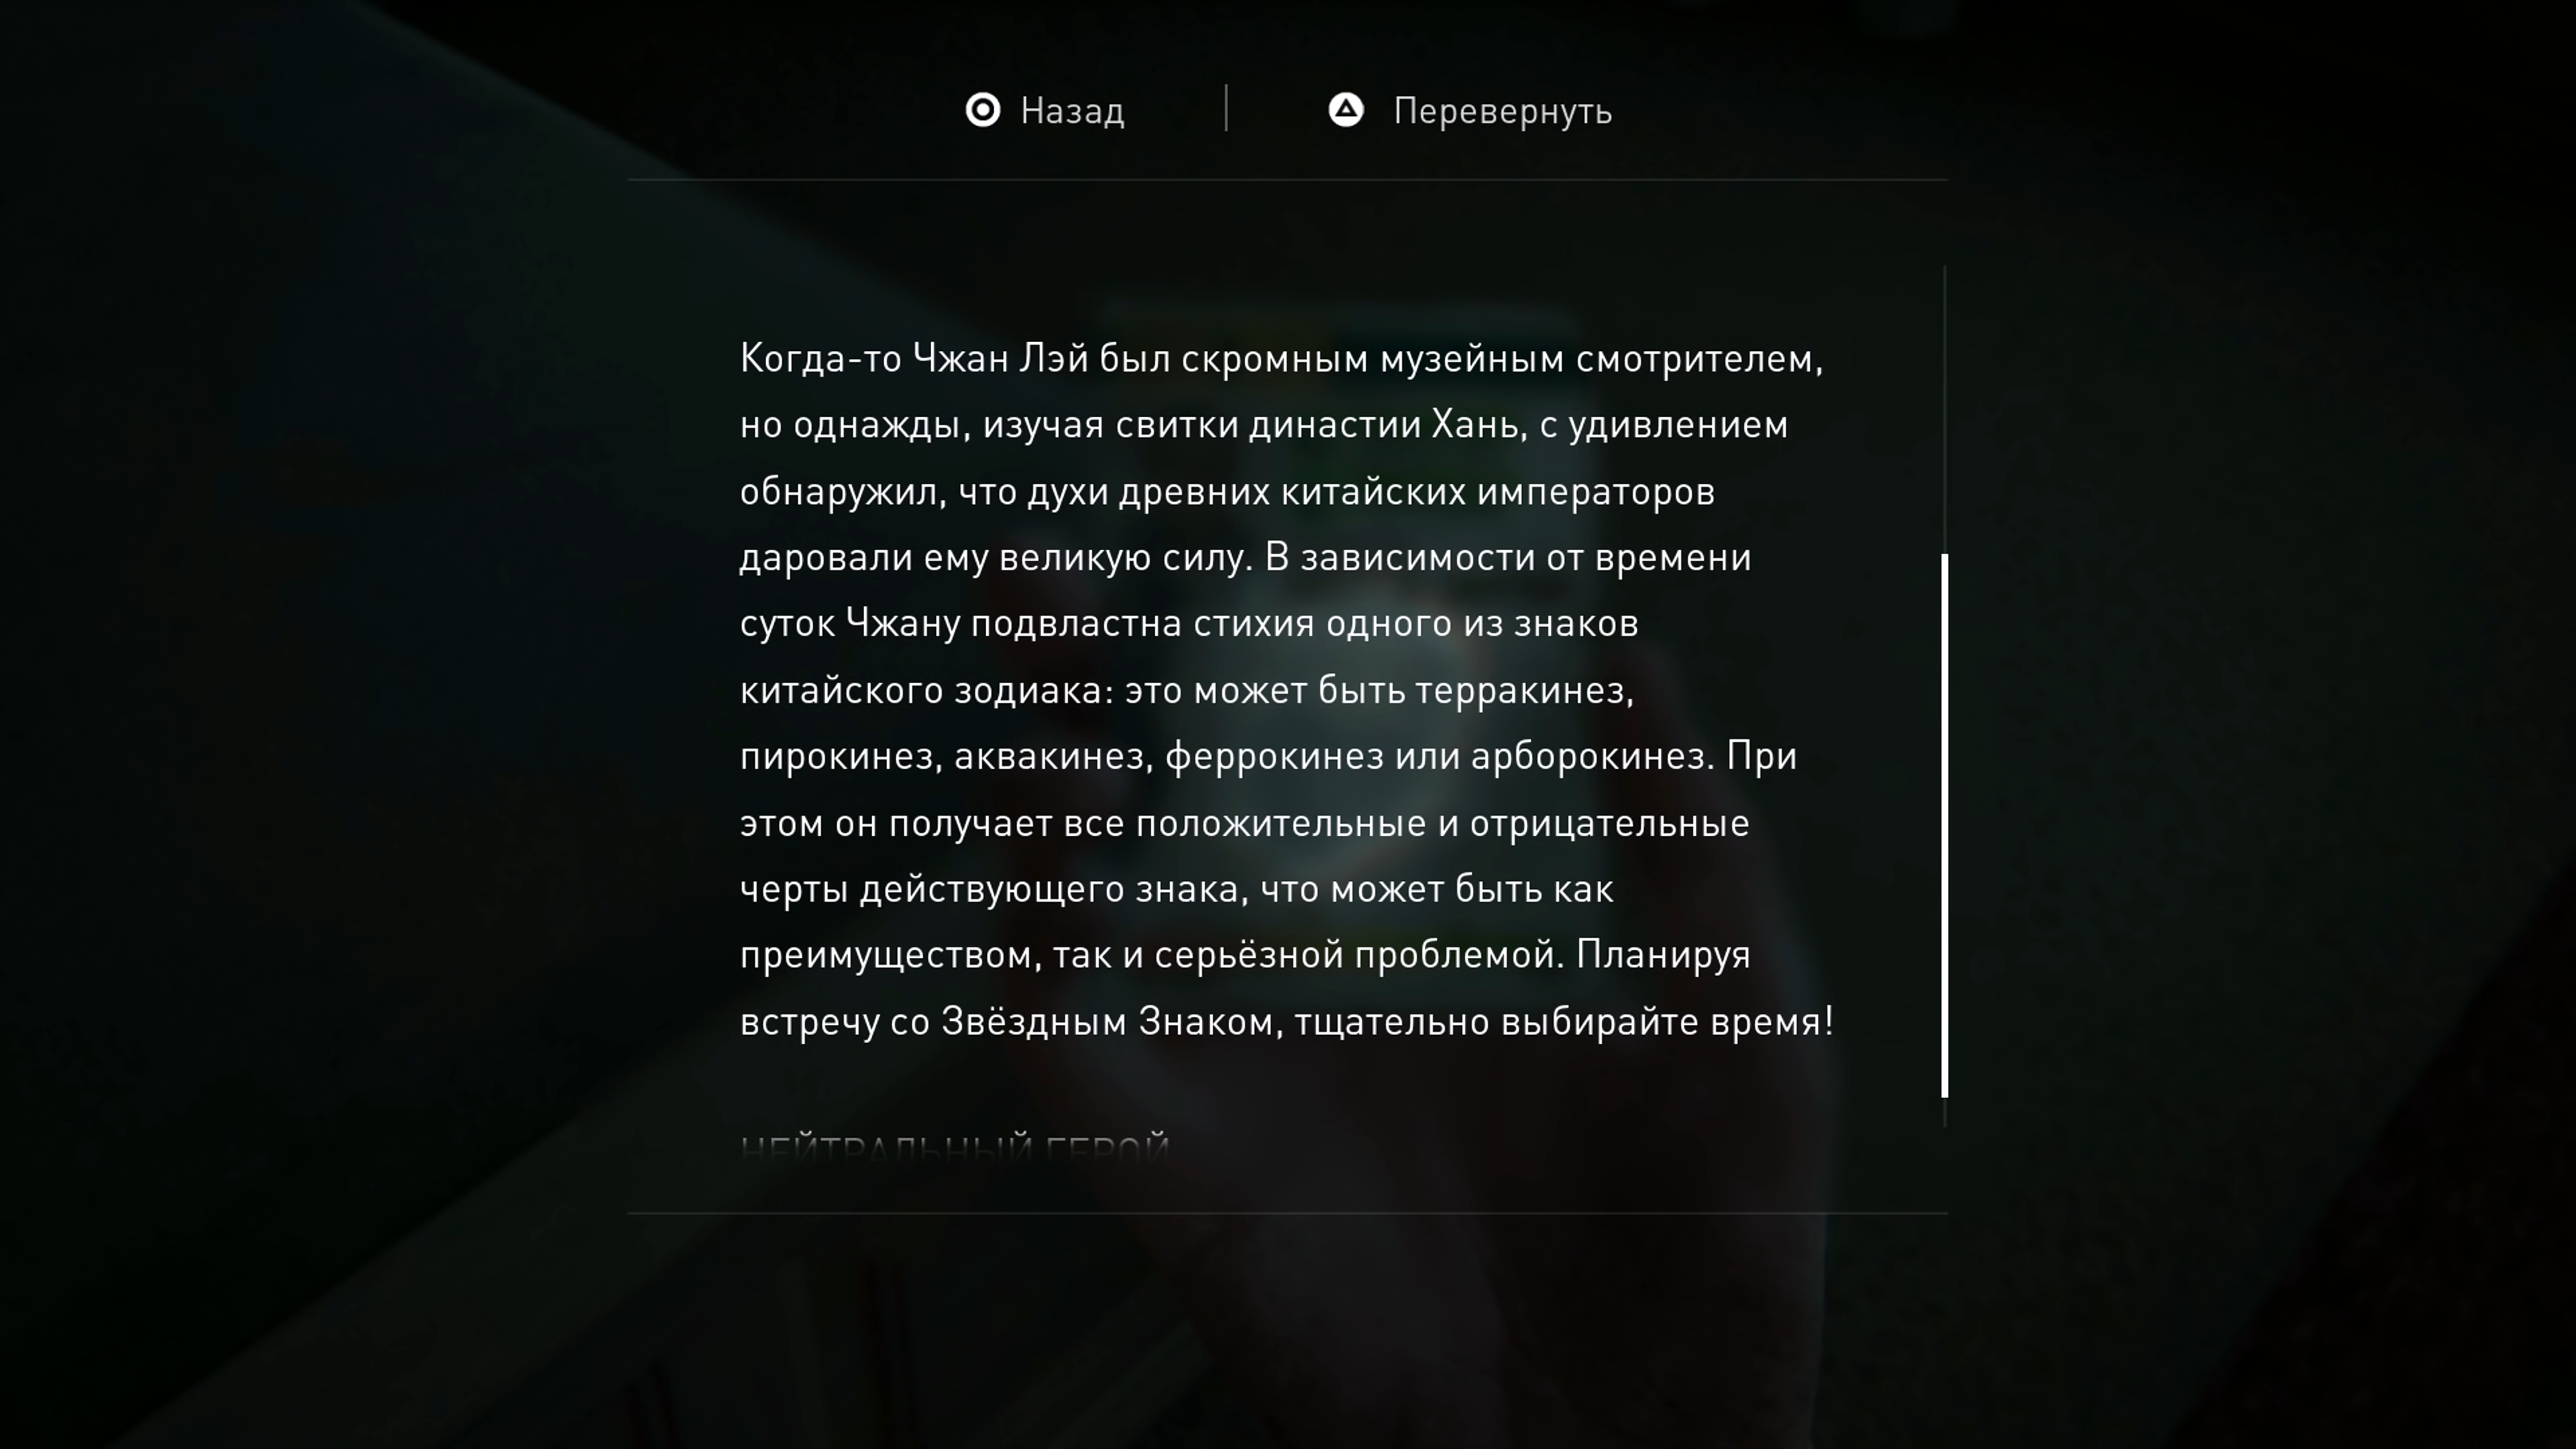 Назад
Перевернуть
Когда-то Чжан Лэй был скромным музейным смотрителем,
но однажды, изучая свитки династии Хань, с удивлением
обнаружил, что духи древних китайских императоров
даровали ему великую силу. В зависимости от времени
суток Чжану подвластна стихия одного из знаков
китайского зодиака: это может быть терракинез,
пирокинез, аквакинез, феррокинез или арборокинез. При
этом он получает все положительные и отрицательные
черты действующего знака, что может быть как
преимуществом, так и серьёзной проблемой. Планируя
встречу со Звёздным Знаком, тщательно выбирайте время!
НЕЙТРАЛЬНЫЙ ГЕРОЙ